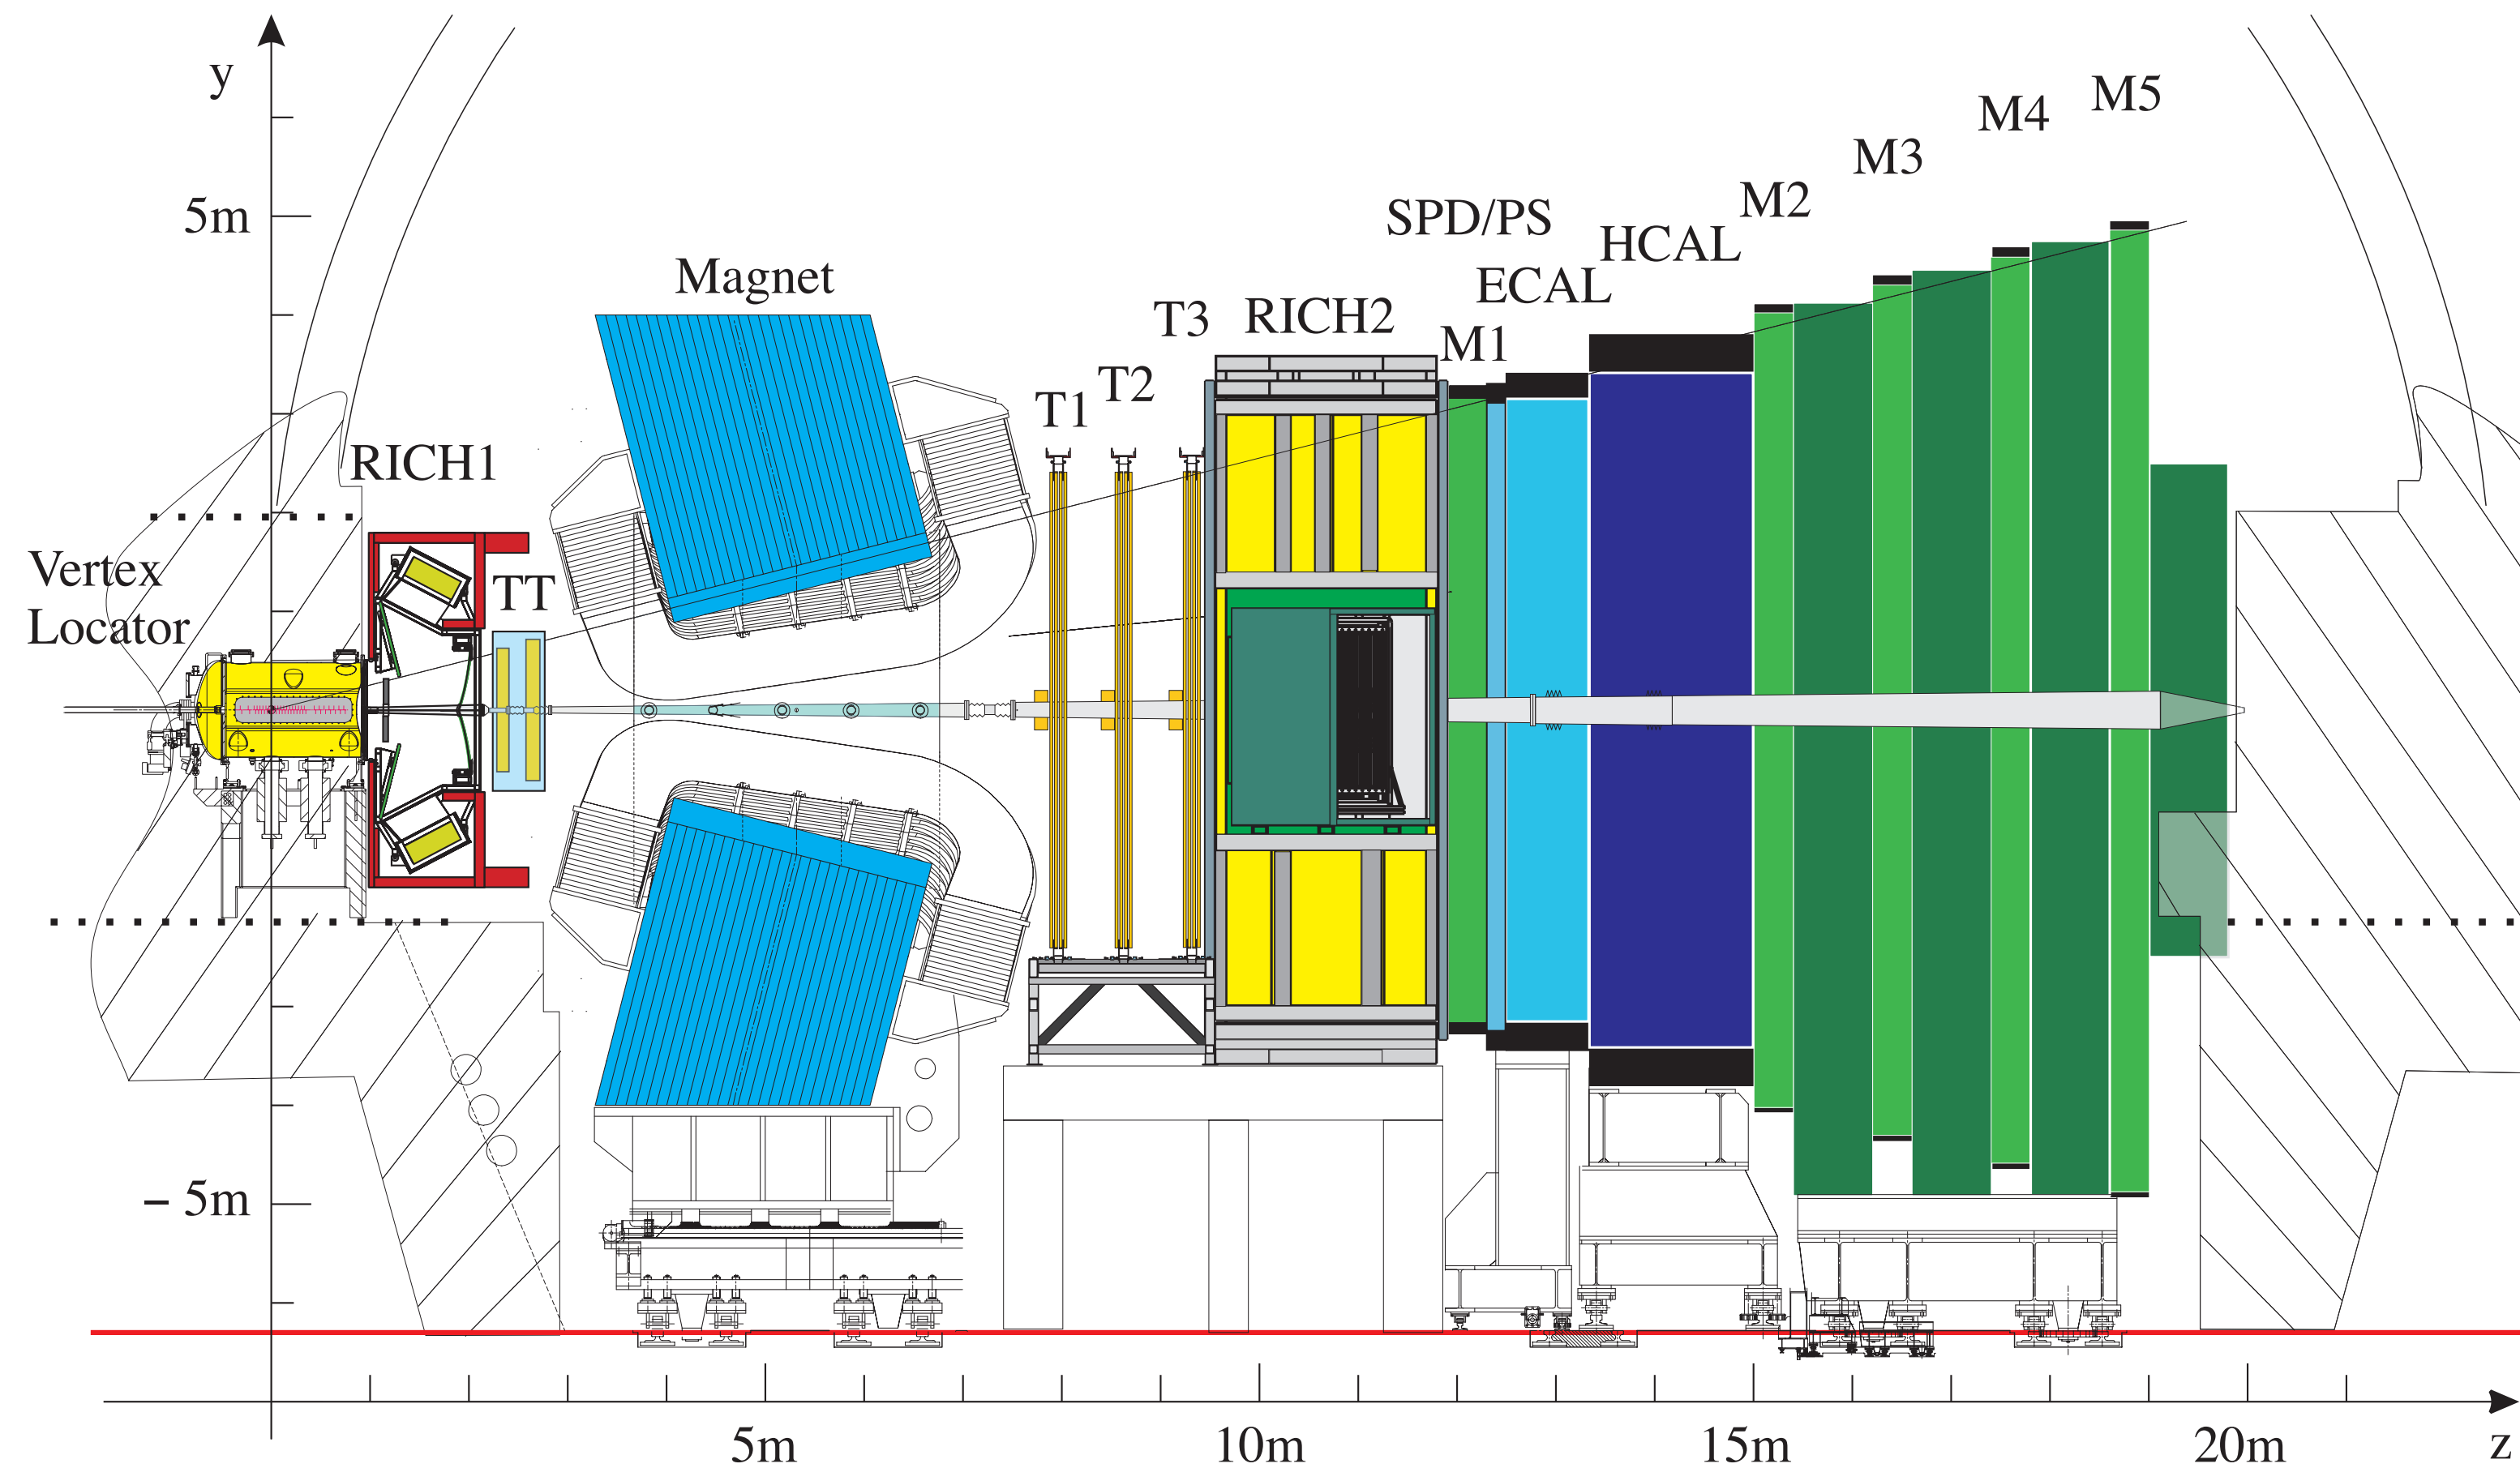 y
M5
M4
M3
M2
5m
SPD/PS
HCAL
ECAL
Magnet
T3
RICH2
M1
T2
T1
RICH1
Vertex
Locator
TT
– 5m
5m
10m
15m
20m
z